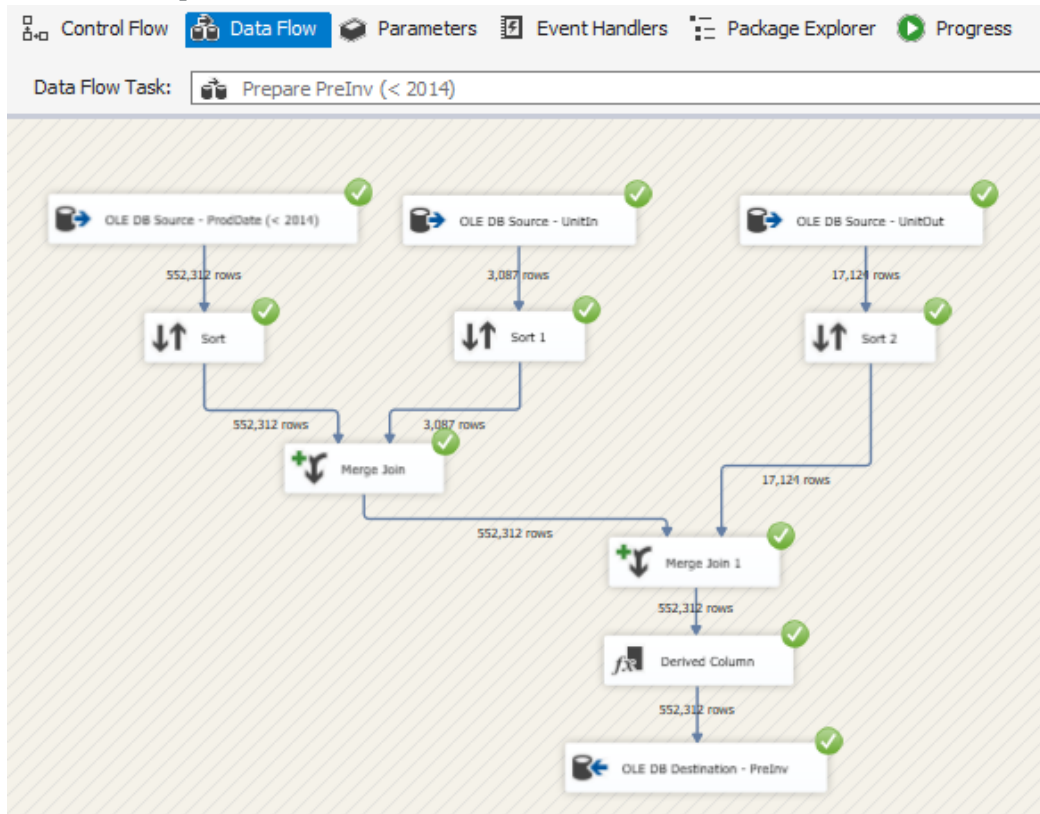 Control Flow Data Flow Parameters Event Handlers Package Explorer Progress
Data Flow Task: Prepare PreInv (< 2014)
OLE DB Source - ProdDate (< 2014) OLE DB Source - UnitIn OLE DB Source - UnitOut
552,312 rows 3,087 rows 17,124 rows
Sort Sort 1 Sort 2
552,312 rows 3,087 rows
Merge Join
17,124 rows
552,312 rows
Merge Join 1
552,312 rows
Derived Column
552,312 rows
OLE DB Destination - PreInv